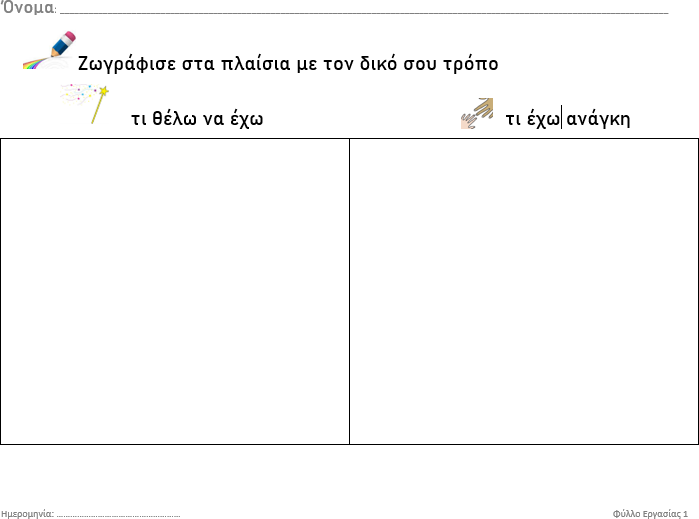 Όνομα: ______________________________________________________________________
Ζωγράφισε στα πλαίσια με τον δικό σου τρόπο
τι θέλω να έχω
τι έχω ανάγκη
Ημερομηνία: ........................................................
Φύλλο Εργασίας 1